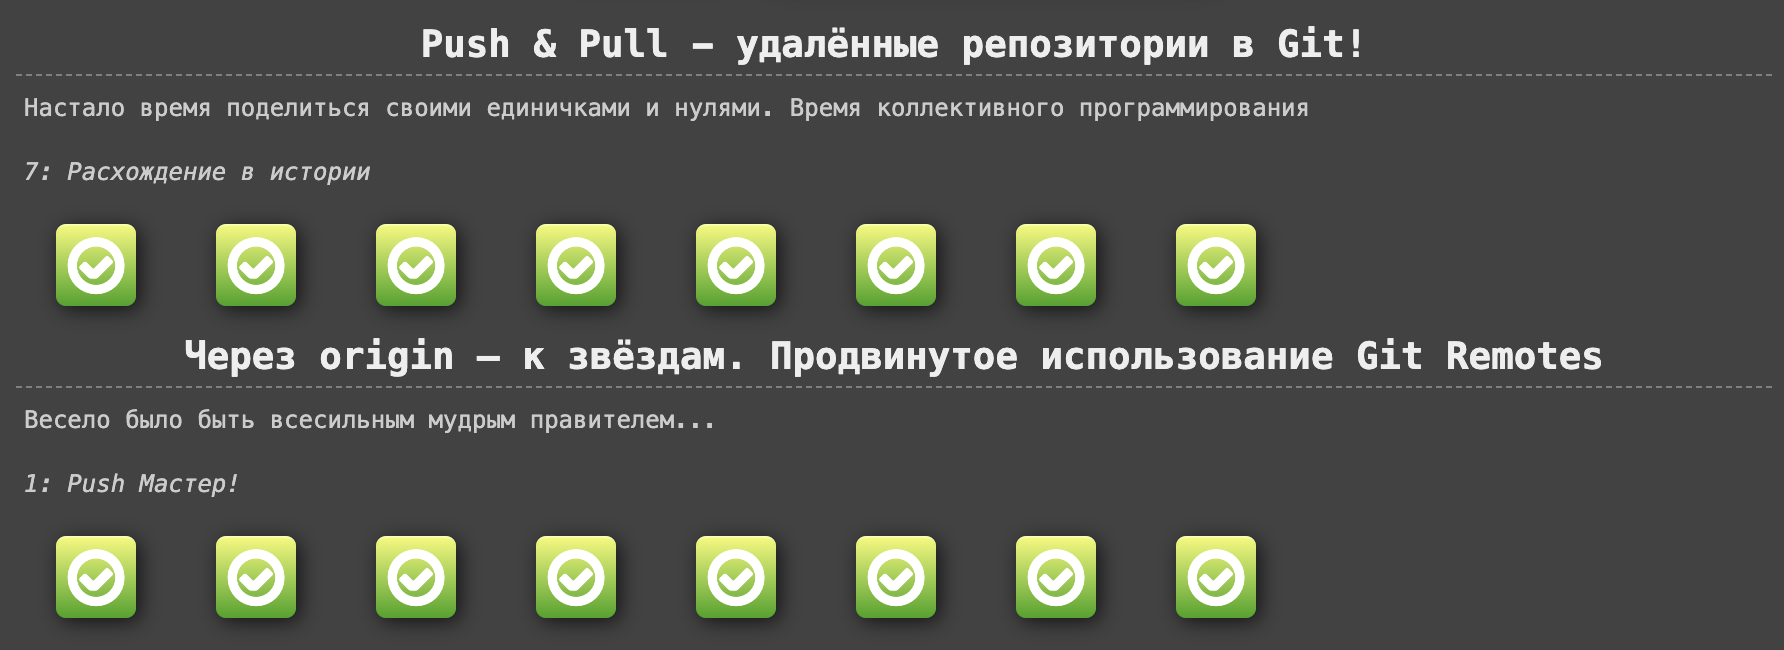 Push & Pull — удалённые репозитории в Git!
Настало время поделиться своими единичками и нулями. Время коллективного программирования
7: Расхождение в истории
Через origin – к звёздам. Продвинутое использование Git Remotes
Весело было быть всесильным мудрым правителем...
1: Push Мастер!